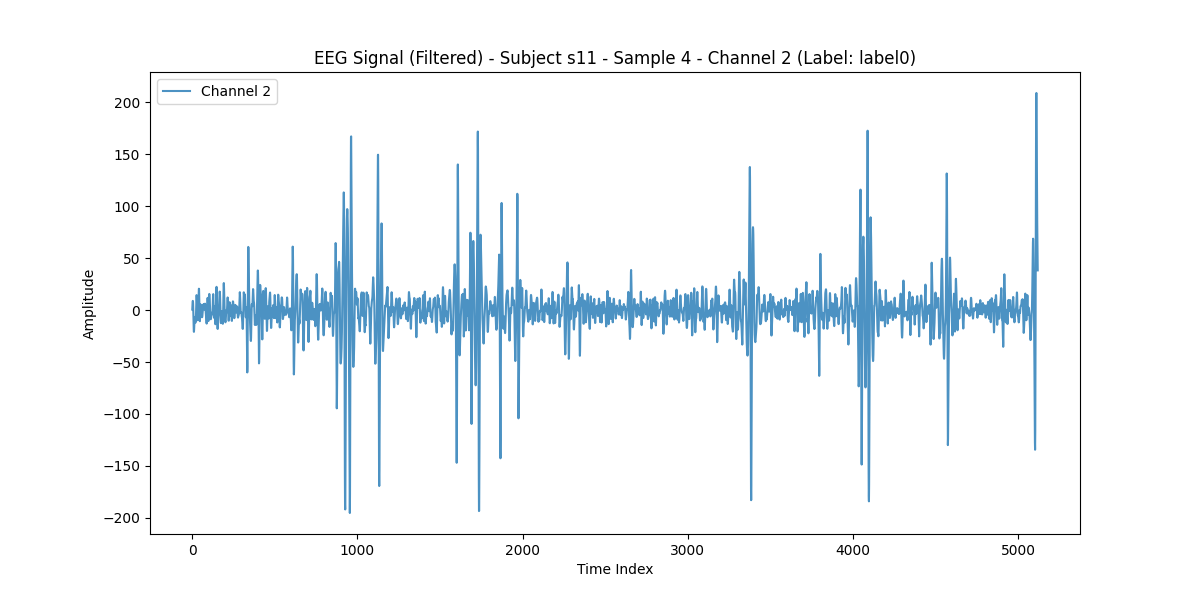 EEG Signal (Filtered) - Subject s11 - Sample 4 - Channel 2 (Label: label0)
Channel 2
200
150
100
50
0
−50
−100
−150
−200
Amplitude
0 1000 2000 3000 4000 5000
Time Index